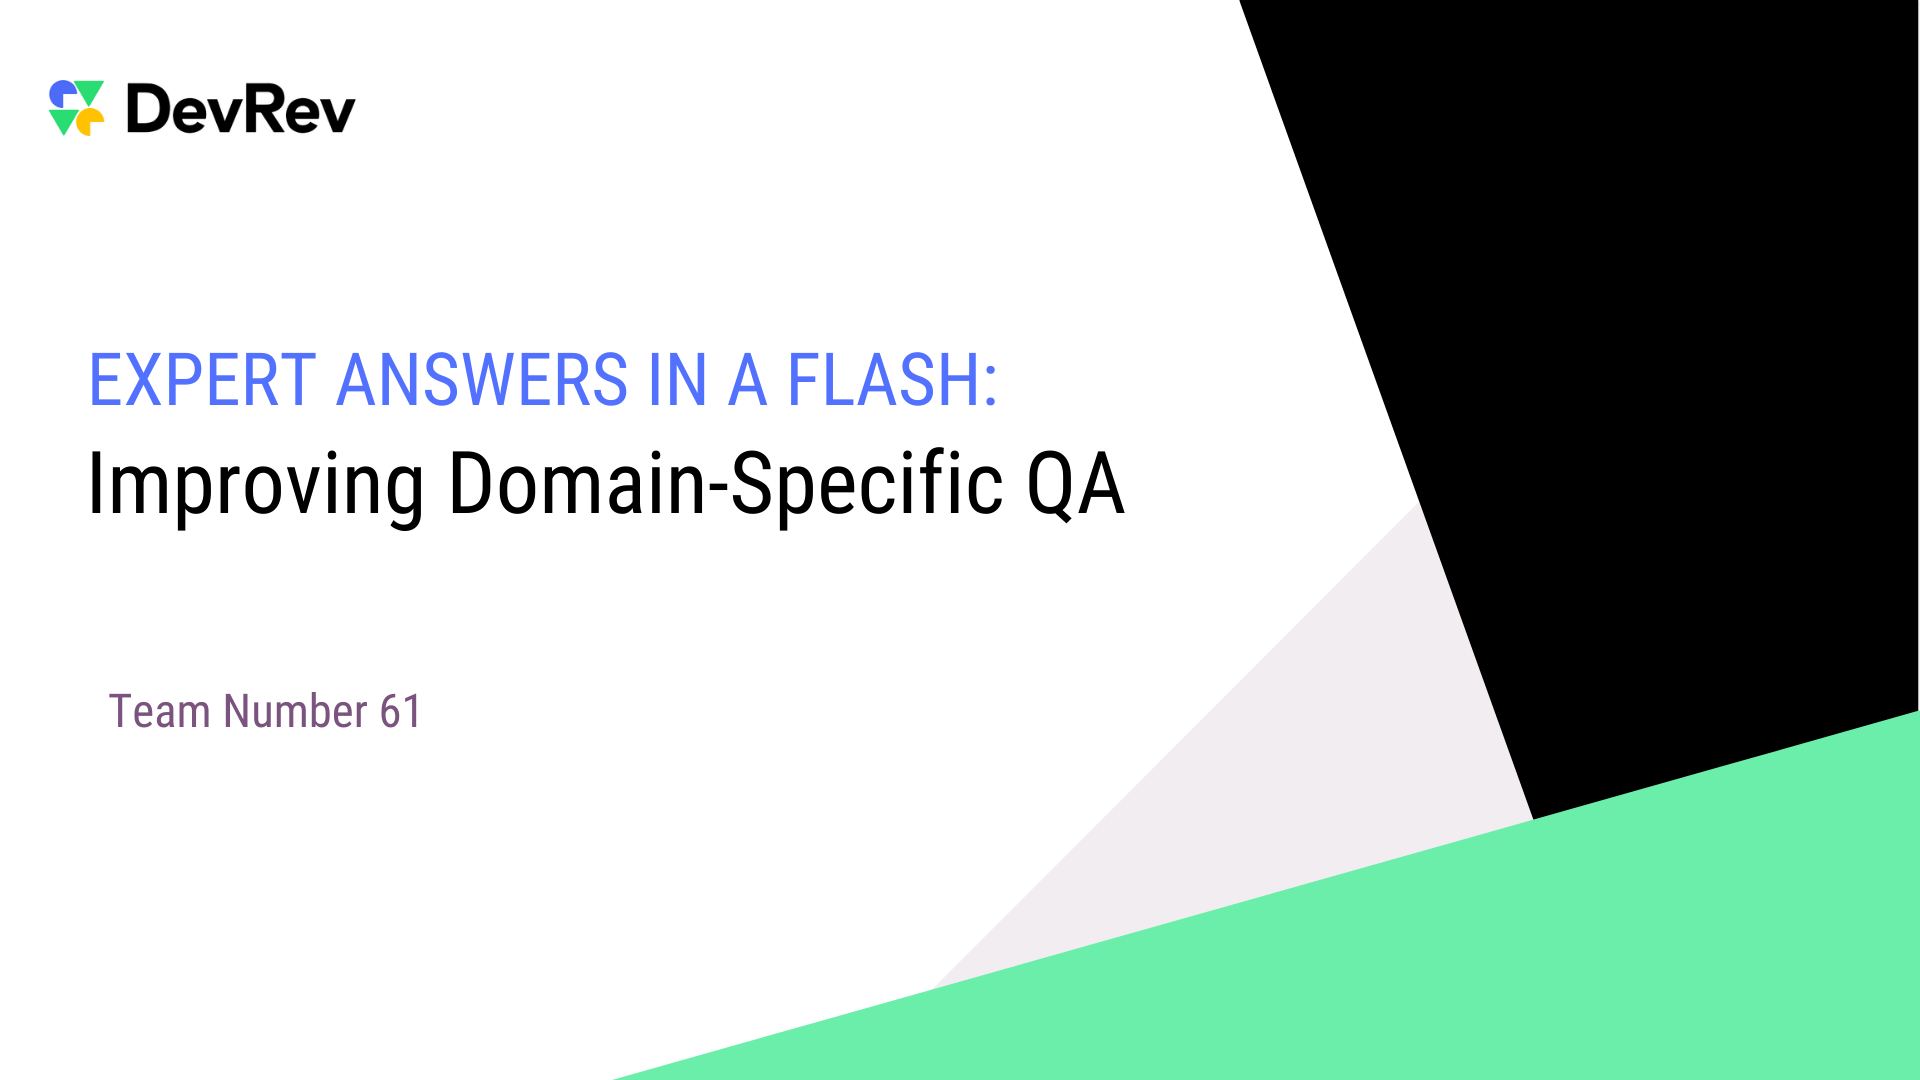 DevRev
EXPERT ANSWERS IN A FLASH:
Improving Domain-Specific QA
Team Number 61